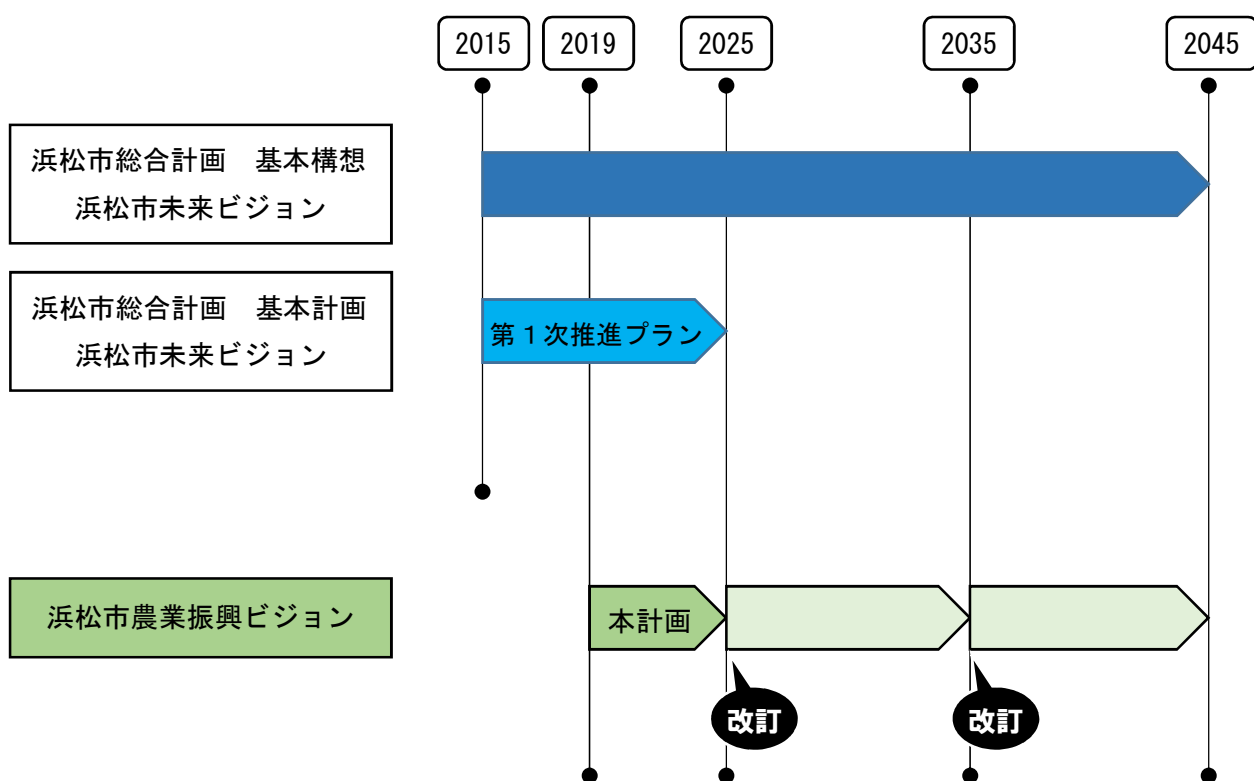 2015
2019
2025
2035
2045
浜松市総合計画　基本構想
浜松市未来ビジョン
浜松市総合計画　基本計画
浜松市未来ビジョン
第１次推進プラン
浜松市農業振興ビジョン
本計画
改訂
改訂